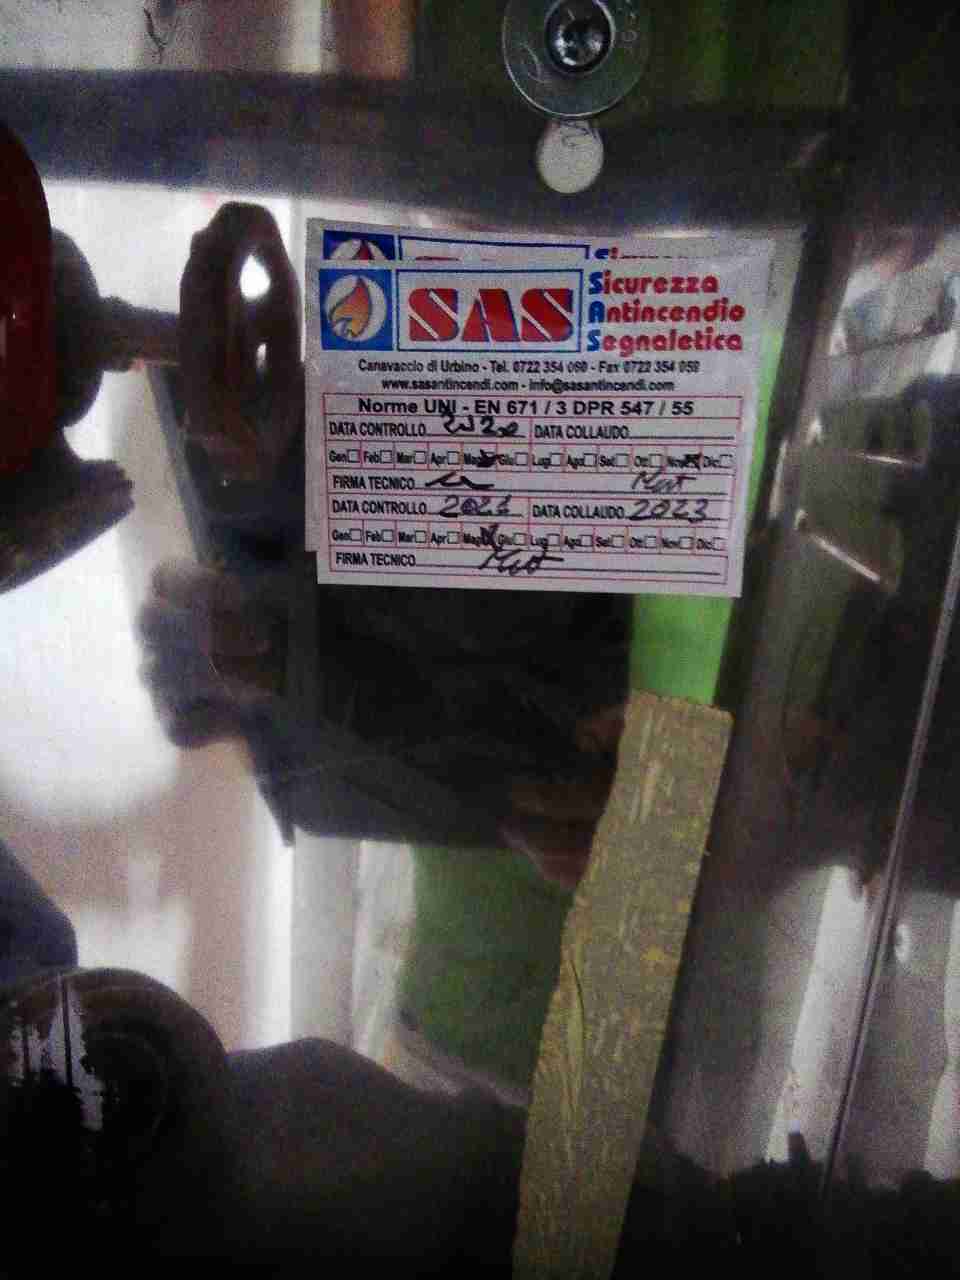 SAS Sicurezza
Antincendio
Segnaletica
Canavaccio di Urbino - Tel. 0722 354 060 - Fax 0722 354 059
www.sasantincendi.com - info@sasantincendi.com
Norme UNI - EN 671 / 3 DPR 547 / 55
DATA CONTROLLO DATA COLLAUDO
Gen Feb Mar Apr Mag Giu Lug Ago Set Ott Nov Dic
FIRMA TECNICO
DATA CONTROLLO DATA COLLAUDO 2023
Gen Feb Mar Apr Mag Giu Lug Ago Set Ott Nov Dic
FIRMA TECNICO